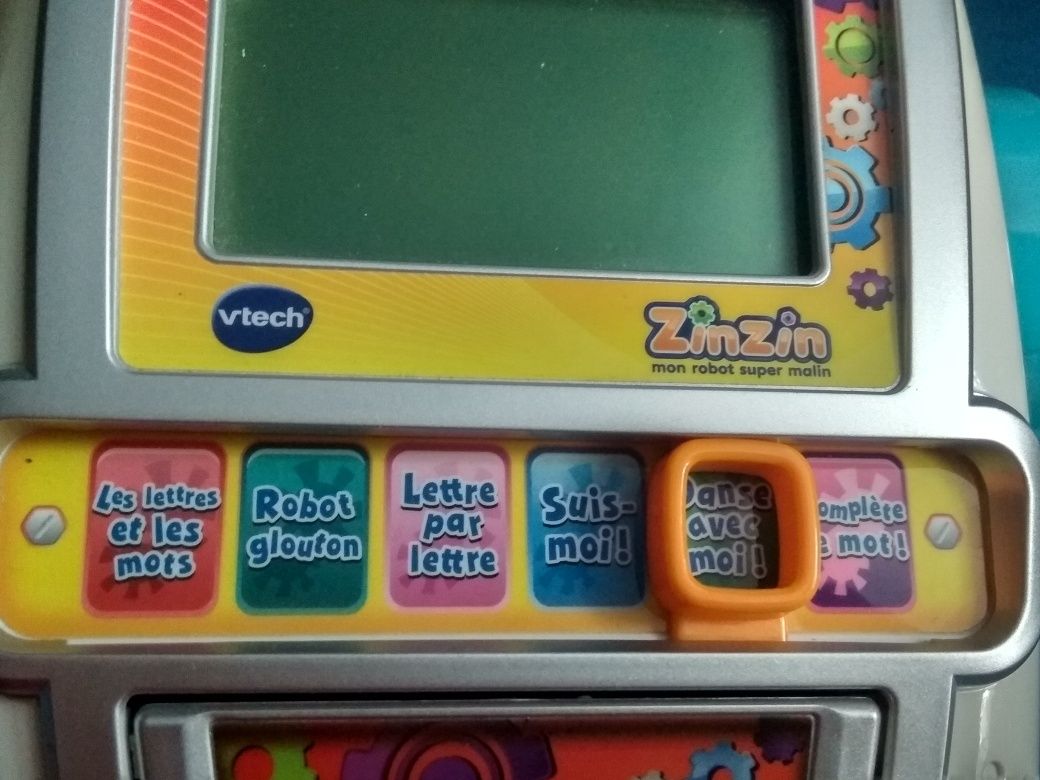 vtech
ZinZin
mon robot super malin
Les lettres
et les
mots
Robot
glouton
Lettre
par
lettre
Suis-
moi!
Danse
avec
moi!
omplète
mot!